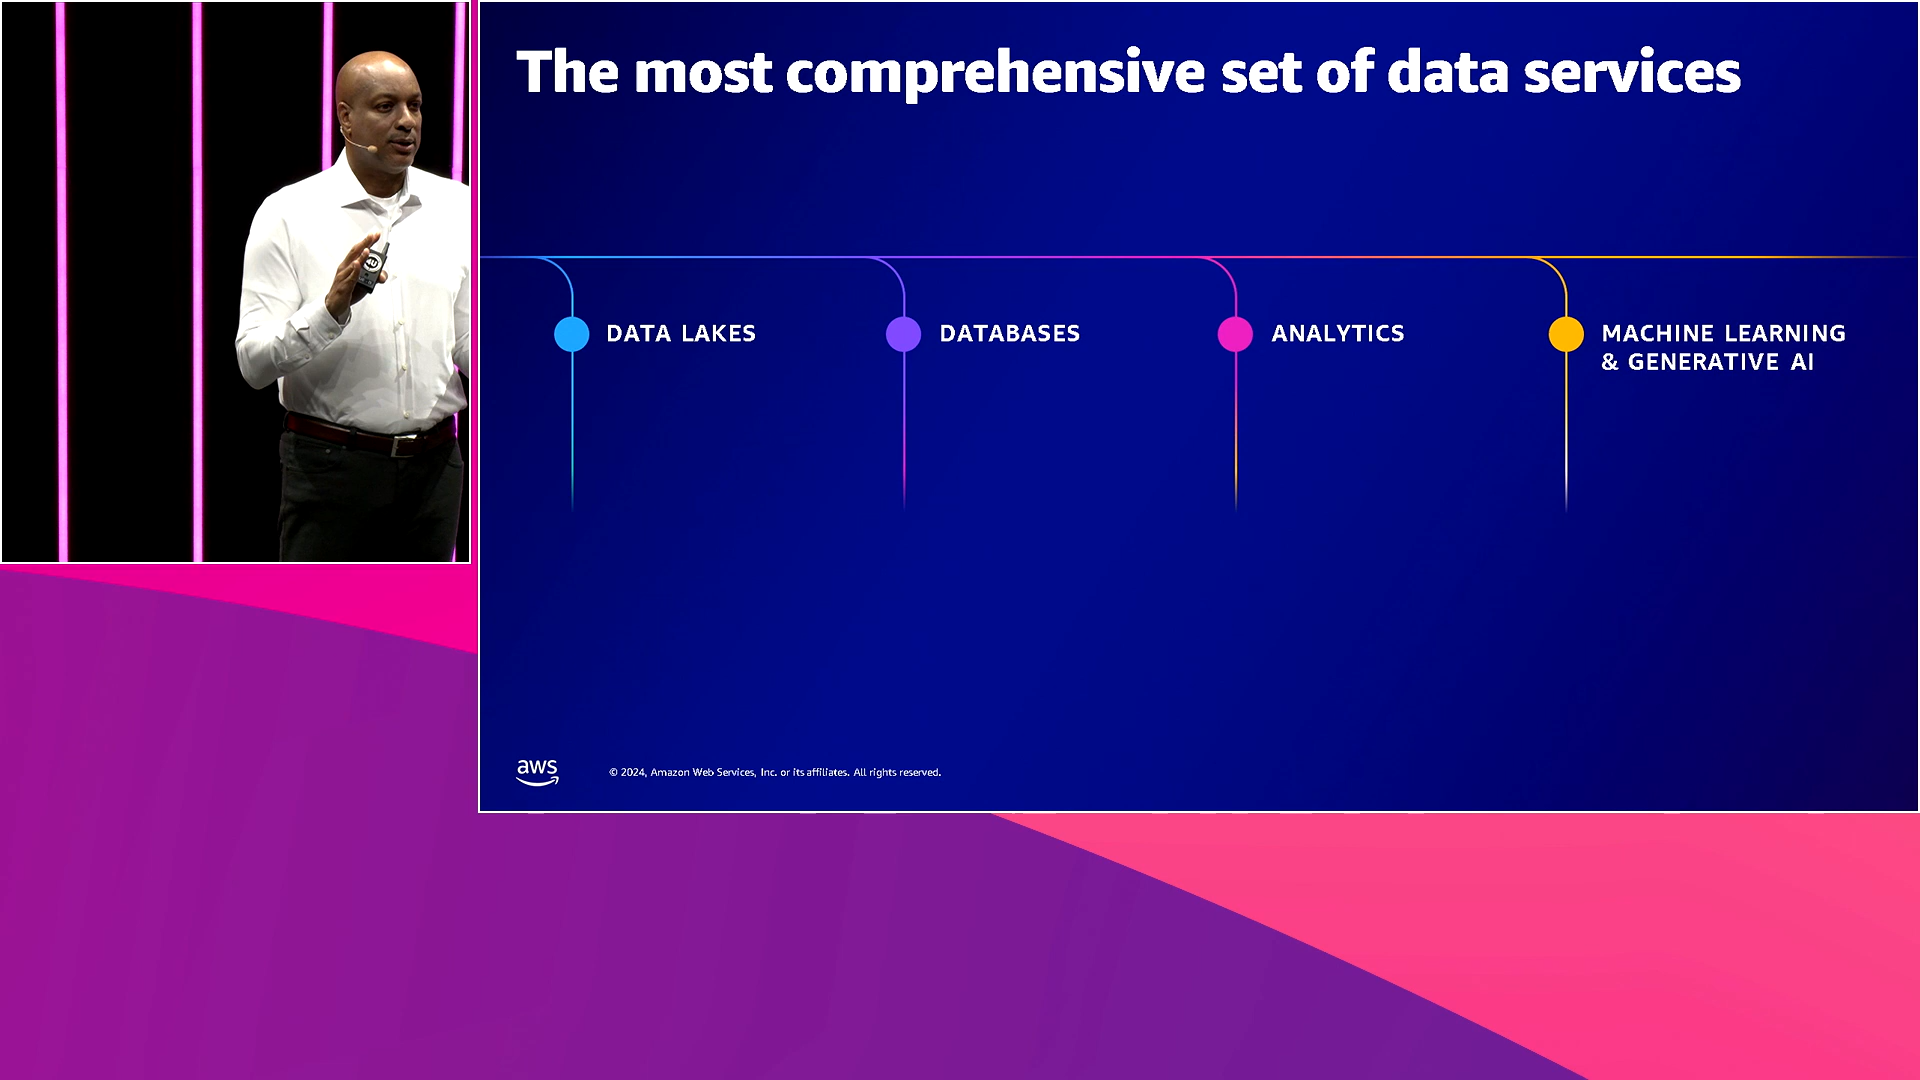 The most comprehensive set of data services
DATA LAKES
DATABASES
ANALYTICS
MACHINE LEARNING
& GENERATIVE AI
aws
© 2024, Amazon Web Services, Inc. or its affiliates. All rights reserved.